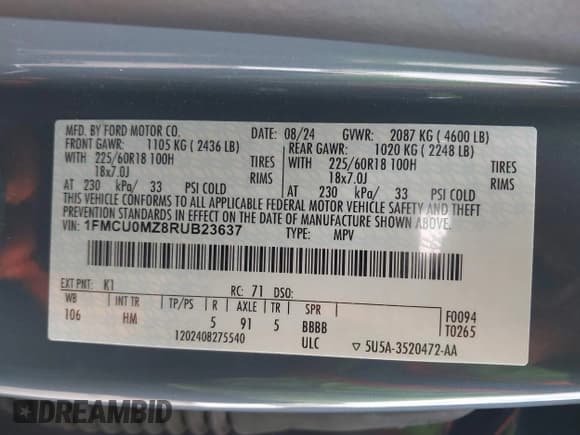 MFD. BY FORD MOTOR CO. DATE: 08/24 GVWR: 2087 KG ( 4600 LB)
FRONT GAWR: 1105 KG ( 2436 LB) REAR GAWR: 1020 KG ( 2248 LB)
WITH 225/60R18 100H TIRES WITH 225/60R18 100H TIRES
18x7.0J RIMS 18x7.0J RIMS
AT 230 kPa/ 33 PSI COLD AT 230 kPa/ 33 PSI COLD
THIS VEHICLE CONFORMS TO ALL APPLICABLE FEDERAL MOTOR VEHICLE SAFETY AND THEFT
PREVENTION STANDARDS IN EFFECT ON THE DATE OF MANUFACTURE SHOWN ABOVE.
VIN: 1FMCU0MZ8RUB23637 TYPE: MPV
EXT PNT: K1 RC: 71 DSO:
WB INT TR TP/PS R AXLE TR SPR F0094
106 HM 5 91 5 BBBB T0265
1202408275540 ULC ▽ 5U5A-3520472-AA
DREAMBID